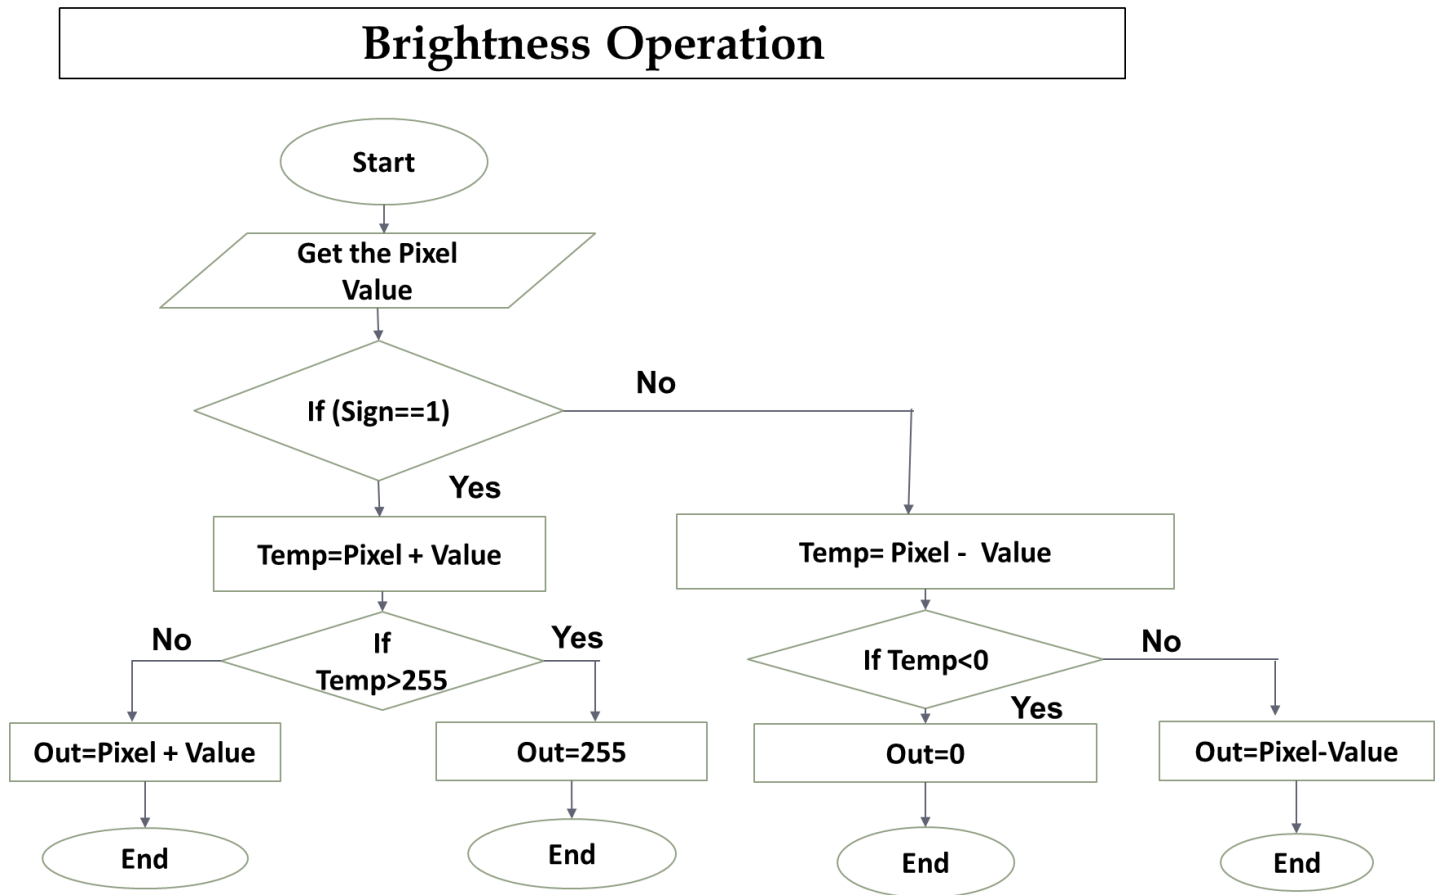 Brightness Operation
Start
Get the Pixel
Value
If (Sign==1)
No
Yes
Temp=Pixel + Value
Temp= Pixel -  Value
No
If
Temp>255
Yes
If Temp<0
No
Yes
Out=Pixel + Value
Out=255
Out=0
Out=Pixel-Value
End
End
End
End